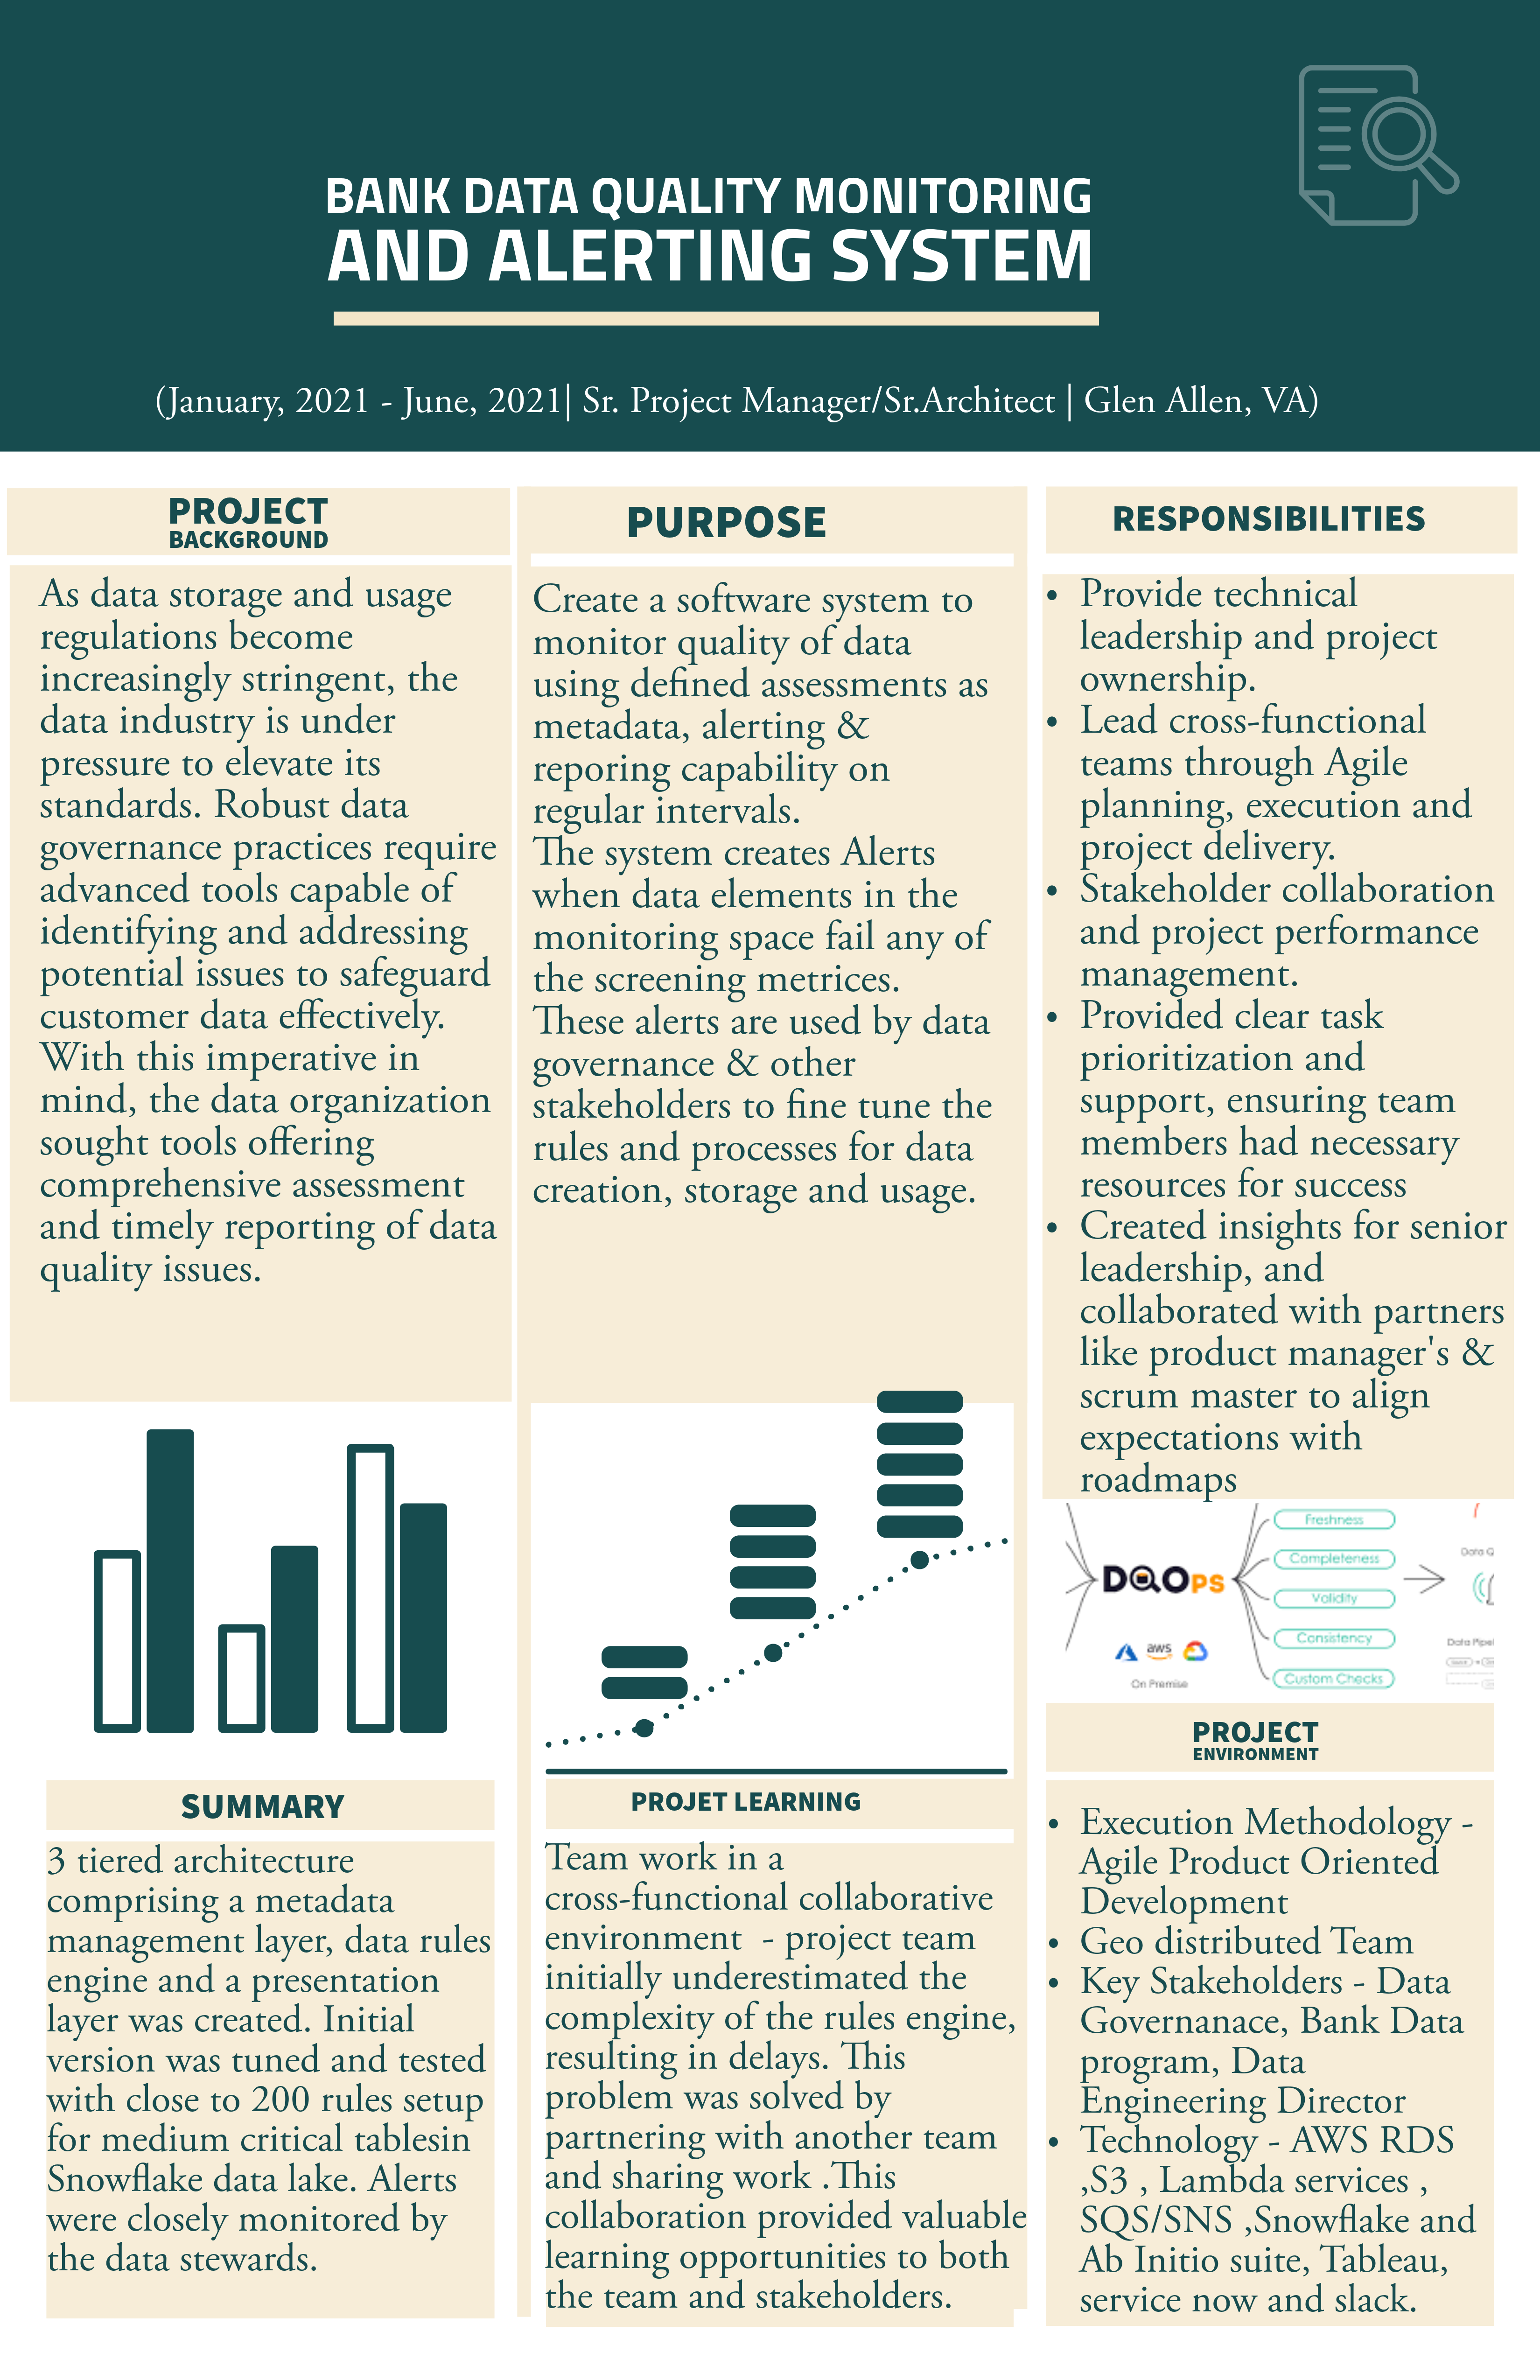 BANK DATA QUALITY MONITORING
AND ALERTING SYSTEM
(January, 2021 - June, 2021| Sr. Project Manager/Sr.Architect | Glen Allen, VA)
PROJECT
BACKGROUND
As data storage and usage
regulations become
increasingly stringent, the
data industry is under
pressure to elevate its
standards. Robust data
governance practices require
advanced tools capable of
identifying and addressing
potential issues to safeguard
customer data effectively.
With this imperative in
mind, the data organization
sought tools offering
comprehensive assessment
and timely reporting of data
quality issues.
PURPOSE
Create a software system to
monitor quality of data
using defined assessments as
metadata, alerting &
reporing capability on
regular intervals.
The system creates Alerts
when data elements in the
monitoring space fail any of
the screening metrices.
These alerts are used by data
governance & other
stakeholders to fine tune the
rules and processes for data
creation, storage and usage.
RESPONSIBILITIES
• Provide technical
leadership and project
ownership.
• Lead cross-functional
teams through Agile
planning, execution and
project delivery.
• Stakeholder collaboration
and project performance
management.
• Provided clear task
prioritization and
support, ensuring team
members had necessary
resources for success
• Created insights for senior
leadership, and
collaborated with partners
like product manager's &
scrum master to align
expectations with
roadmaps
DQOps
aws
On Premise
Freshness
Completeness
Validity
Consistency
Custom Checks
Data Q
Data Pipel
SUMMARY
3 tiered architecture
comprising a metadata
management layer, data rules
engine and a presentation
layer was created. Initial
version was tuned and tested
with close to 200 rules setup
for medium critical tablesin
Snowflake data lake. Alerts
were closely monitored by
the data stewards.
PROJET LEARNING
Team work in a
cross-functional collaborative
environment  - project team
initially underestimated the
complexity of the rules engine,
resulting in delays. This
problem was solved by
partnering with another team
and sharing work .This
collaboration provided valuable
learning opportunities to both
the team and stakeholders.
PROJECT
ENVIRONMENT
• Execution Methodology -
Agile Product Oriented
Development
• Geo distributed Team
• Key Stakeholders - Data
Governanace, Bank Data
program, Data
Engineering Director
• Technology - AWS RDS
,S3 , Lambda services ,
SQS/SNS ,Snowflake and
Ab Initio suite, Tableau,
service now and slack.